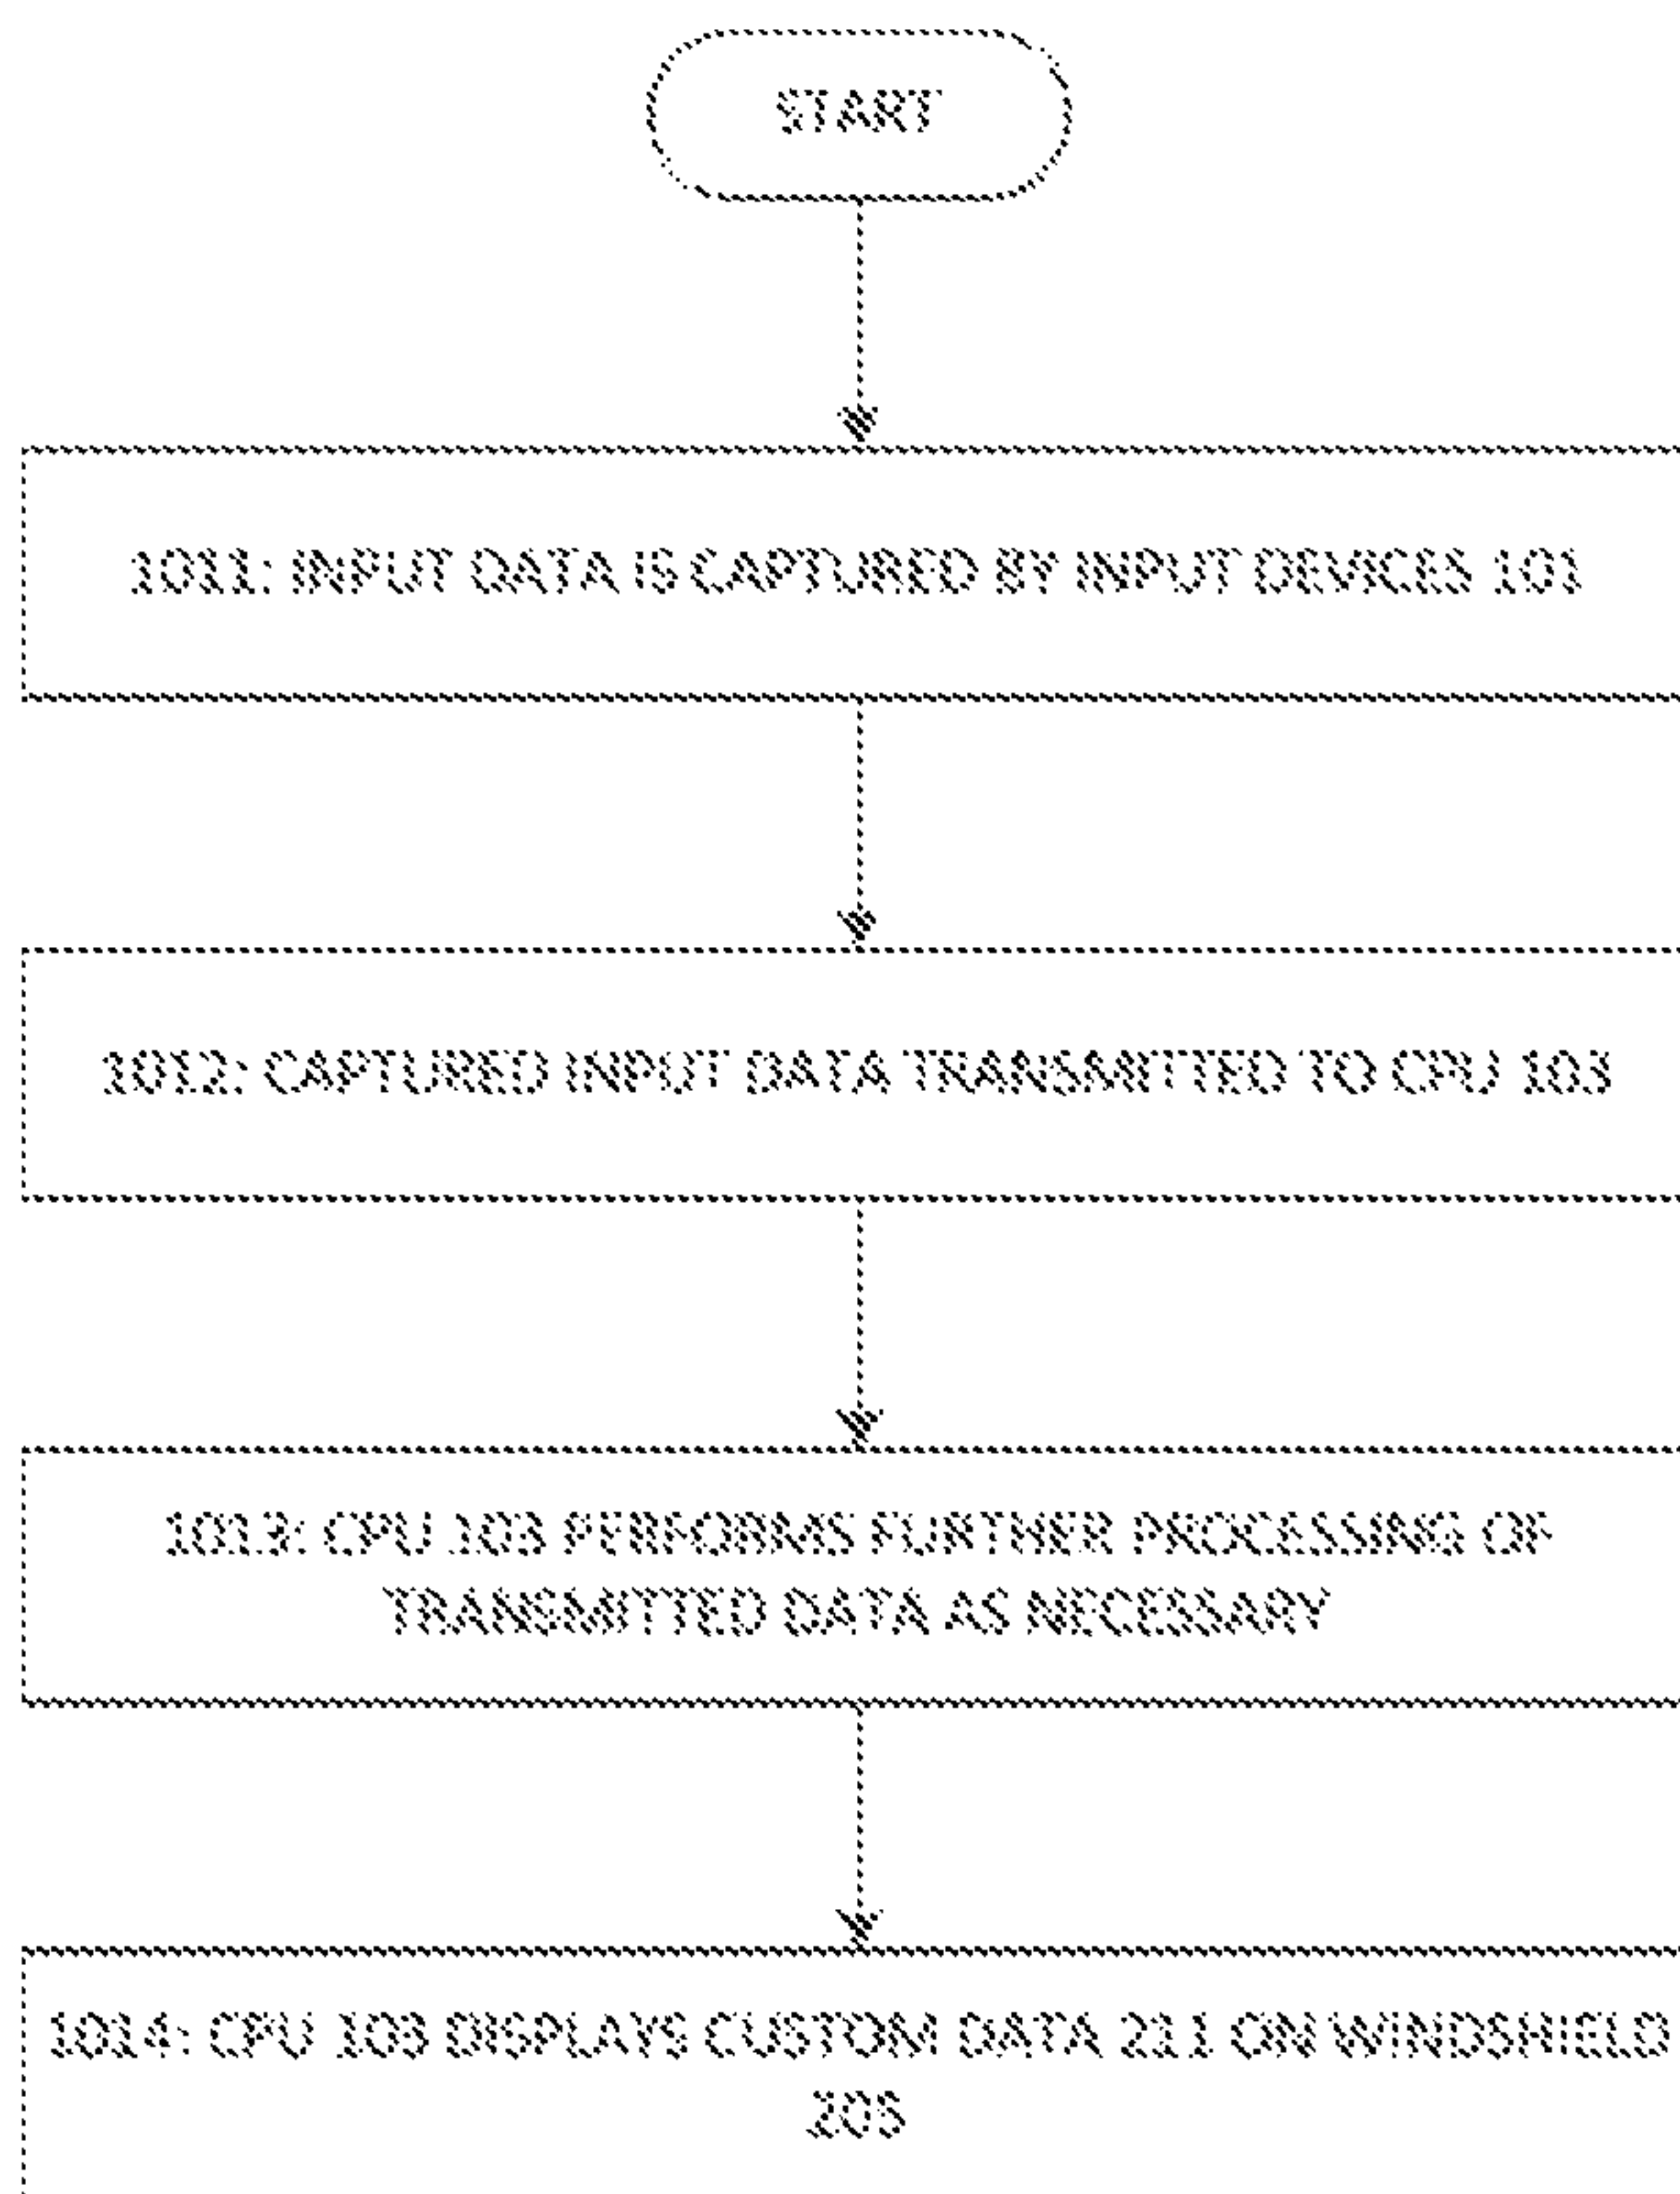 START
1011: INPUT DATA IS CAPTURED BY INPUT DEVICES 101
1012: CAPTURED INPUT DATA TRANSMITTED TO CPU 103
1013: CPU 103 PERFORMS FURTHER PROCESSING OF
TRANSMITTED DATA AS NECESSARY
1014: CPU 103 DISPLAYS CUSTOM DATA 211 ON WINDSHIELD
205